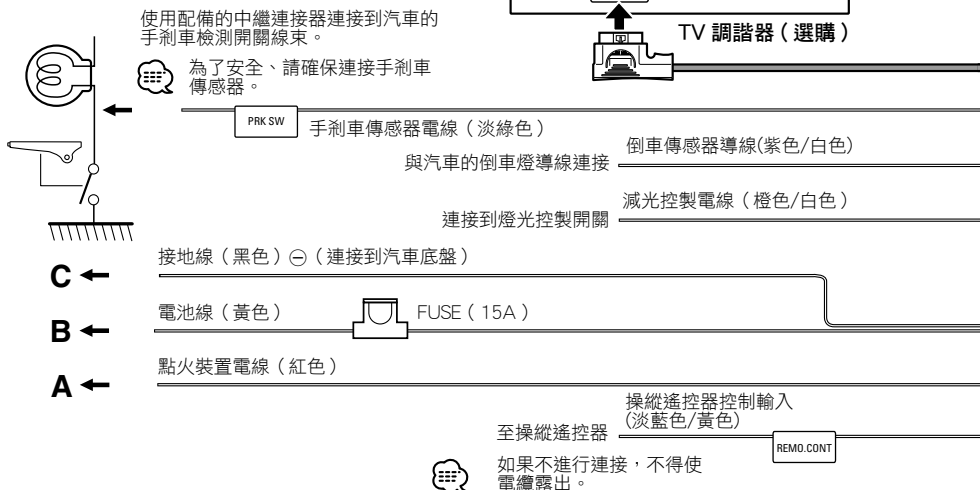 使用配備的中繼連接器連接到汽車的
手剎車檢測開關線束。
為了安全、請確保連接手剎車
傳感器。
TV 調諧器（選購）
PRK SW
手剎車傳感器電線（淡綠色）
倒車傳感器導線(紫色/白色)
與汽車的倒車燈導線連接
減光控製電線（橙色/白色）
連接到燈光控製開關
接地線（黑色）⊖（連接到汽車底盤）
C
電池線（黃色）
FUSE（15A）
B
點火裝置電線（紅色）
A
操縱遙控器控制輸入
(淡藍色/黃色)
至操縱遙控器
REMO.CONT
如果不進行連接，不得使
電纜露出。